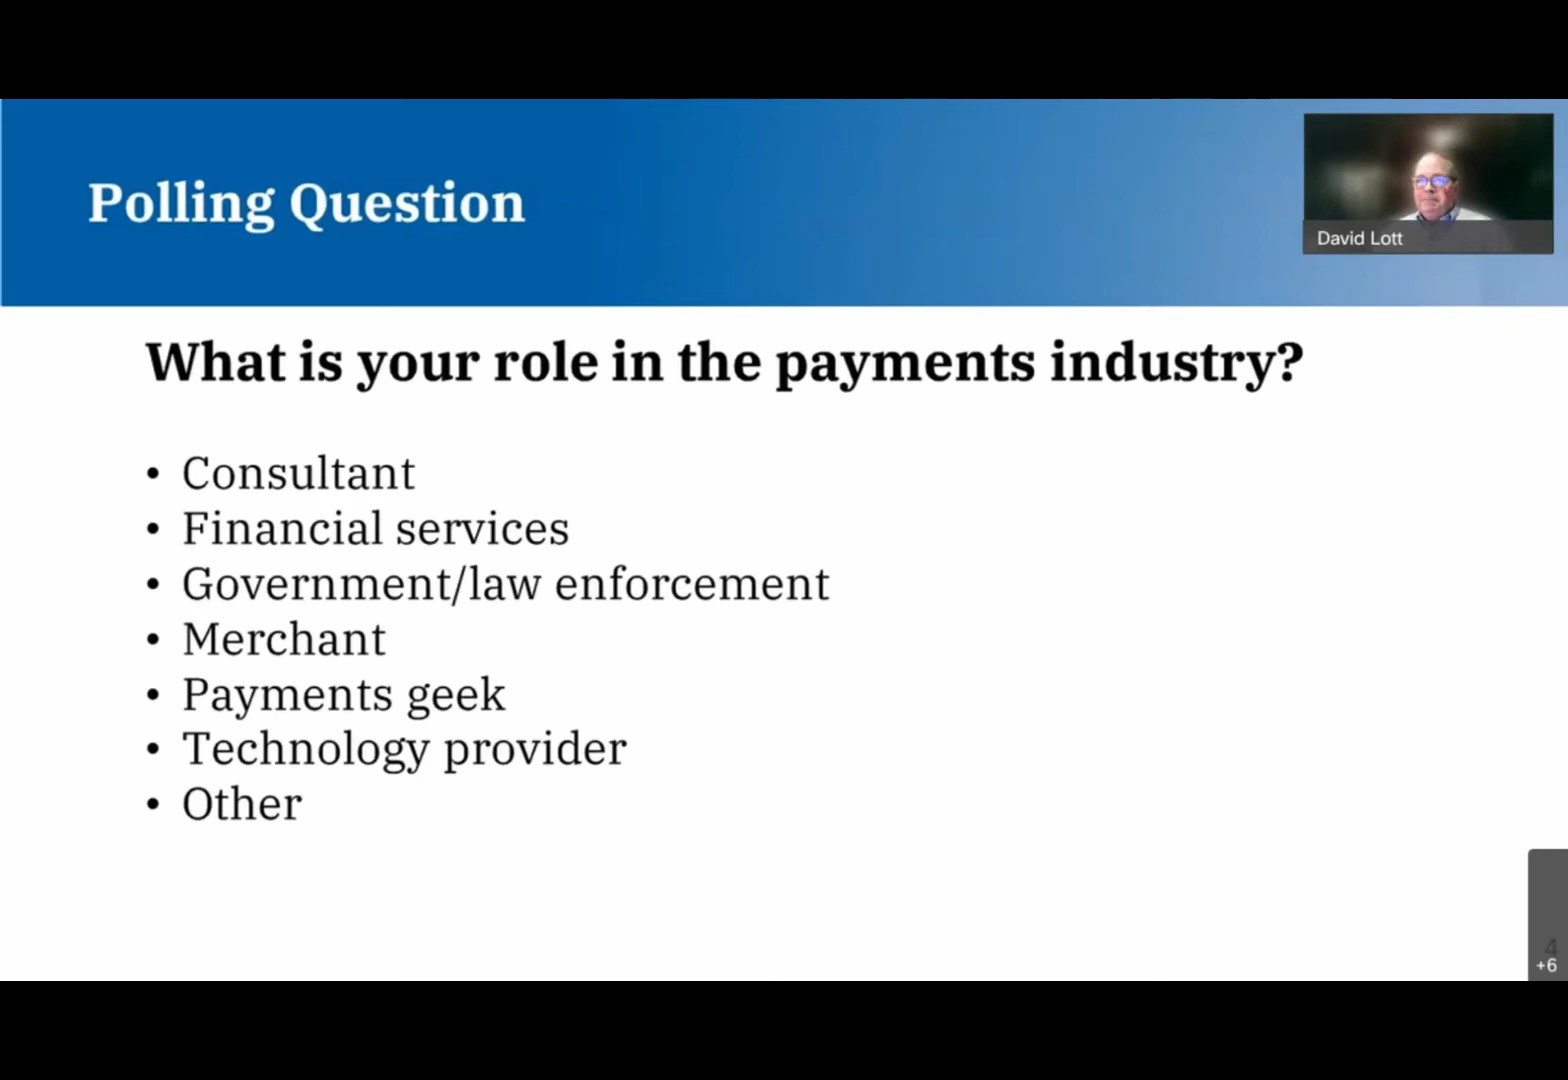 Polling Question
David Lott
What is your role in the payments industry?
• Consultant
• Financial services
• Government/law enforcement
• Merchant
• Payments geek
• Technology provider
• Other
4
+6